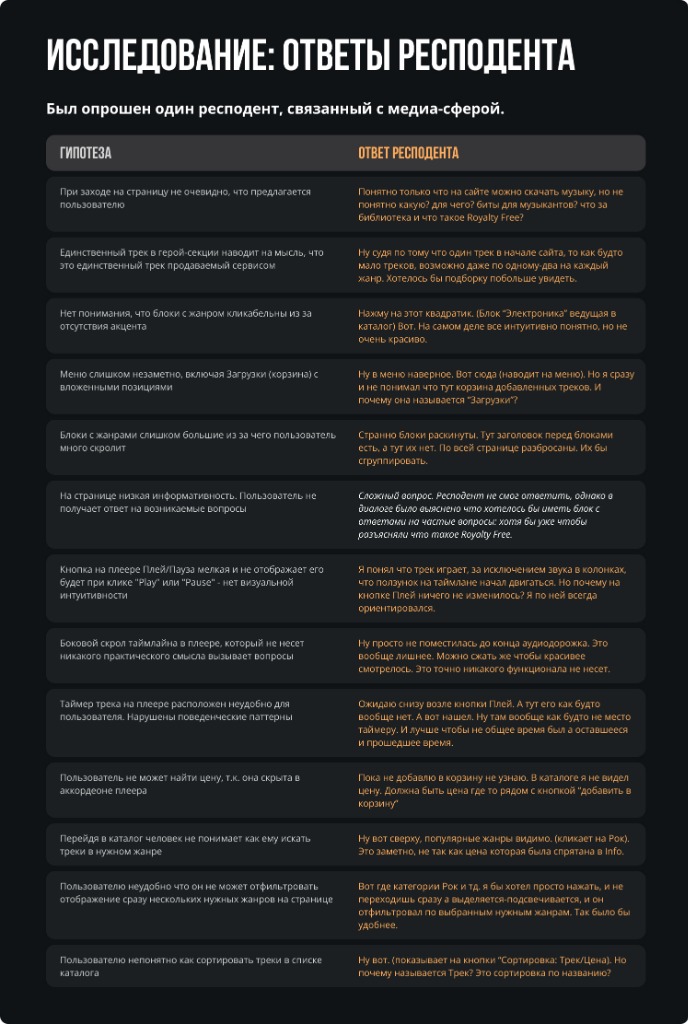 ИССЛЕДОВАНИЕ: ОТВЕТЫ РЕСПОДЕНТА
Был опрошен один респодент, связанный с медиа-сферой.
ГИПОТЕЗА
ОТВЕТ РЕСПОДЕНТА
При заходе на страницу не очевидно, что предлагается
пользователю
Понятно только что на сайте можно скачать музыку, но не
понятно какую? для чего? биты для музыкантов? что за
библиотека и что такое Royalty Free?
Единственный трек в герой-секции наводит на мысль, что
это единственный трек продаваемый сервисом
Ну судя по тому что один трек в начале сайта, то как будто
мало треков, возможно даже по одному-два на каждый
жанр. Хотелось бы подборку побольше увидеть.
Нет понимания, что блоки с жанром кликабельны из за
отсутствия акцента
Нажму на этот квадратик. (Блок "Электроника" ведущая в
каталог) Вот. На самом деле все интуитивно понятно, но не
очень красиво.
Меню слишком незаметно, включая Загрузки (корзина) с
вложенными позициями
Ну в меню наверное. Вот сюда (наводит на меню). Но я сразу
и не понимал что тут корзина добавленных треков. И
почему она называется "Загрузки"?
Блоки с жанрами слишком большие из за чего пользователь
много скролит
Странно блоки раскинуты. Тут заголовок перед блоками
есть, а тут их нет. По всей странице разбросаны. Их бы
сгруппировать.
На странице низкая информативность. Пользователь не
получает ответ на возникаемые вопросы
Сложный вопрос. Респодент не смог ответить, однако в
диалоге было выяснено что хотелось бы иметь блок с
ответами на частые вопросы: хотя бы уже чтобы
разъясняли что такое Royalty Free.
Кнопка на плеере Плей/Пауза мелкая и не отображает его
будет при клике "Play" или "Pause" - нет визуальной
интуитивности
Я понял что трек играет, за исключением звука в колонках,
что ползунок на таймлане начал двигаться. Но почему на
кнопке Плей ничего не изменилось? Я по ней всегда
ориентировался.
Боковой скрол таймлайна в плеере, который не несет
никакого практического смысла вызывает вопросы
Ну просто не поместилась до конца аудиодорожка. Это
вообще лишнее. Можно сжать же чтобы красивее
смотрелось. Это точно никакого функционала не несет.
Таймер трека на плеере расположен неудобно для
пользователя. Нарушены поведенческие паттерны
Ожидаю снизу возле кнопки Плей. А тут его как будто
вообще нет. А вот нашел. Ну там вообще как будто не место
таймеру. И лучше чтобы не общее время был а оставшееся
и прошедшее время.
Пользователь не может найти цену, т.к. она скрыта в
аккордеоне плеера
Пока не добавлю в корзину не узнаю. В каталоге я не видел
цену. Должна быть цена где то рядом с кнопкой "добавить в
корзину"
Перейдя в каталог человек не понимает как ему искать
треки в нужном жанре
Ну вот сверху, популярные жанры видимо. (кликает на Рок).
Это заметно, не так как цена которая была спрятана в Info.
Пользователю неудобно что он не может отфильтровать
отображение сразу нескольких нужных жанров на странице
Вот где категории Рок и тд. я бы хотел просто нажать, и не
переходишь сразу а выделяется-подсвечивается, и он
отфильтровал по выбранным нужным жанрам. Так было бы
удобнее.
Пользователю непонятно как сортировать треки в списке
каталога
Ну вот. (показывает на кнопки "Сортировка: Трек/Цена). Но
почему называется Трек? Это сортировка по названию?